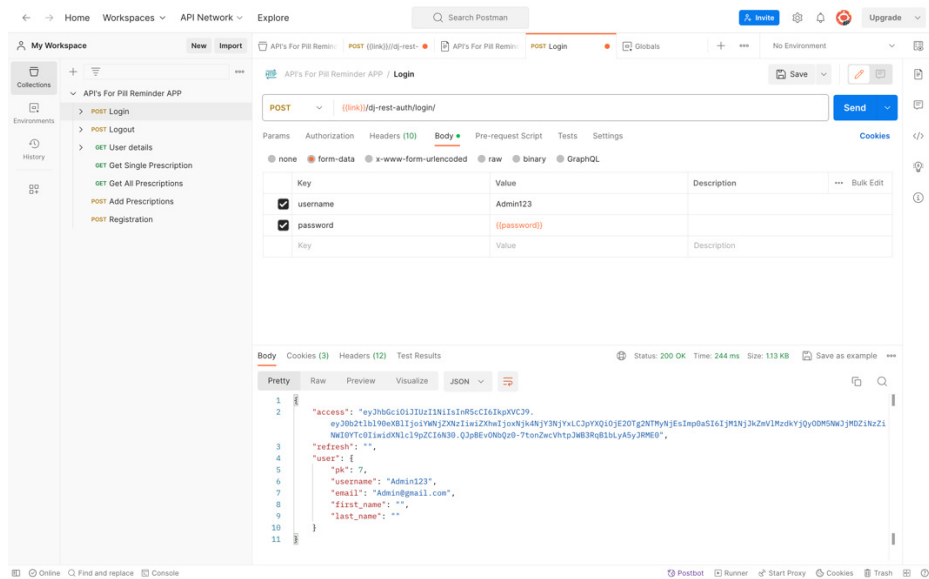 Home Workspaces API Network Explore
Search Postman
Invite
Upgrade
My Workspace New Import
API's For Pill Reminc POST {{link}}//dj-rest- API's For Pill Reminc POST Login Globals
No Environment
Collections
Environments
History
API's For Pill Reminder APP
POST Login
POST Logout
GET User details
GET Get Single Prescription
GET Get All Prescriptions
POST Add Prescriptions
POST Registration
API's For Pill Reminder APP / Login
Save
POST {{link}}/dj-rest-auth/login/
Send
Params Authorization Headers (10) Body Pre-request Script Tests Settings Cookies
none form-data x-www-form-urlencoded raw binary GraphQL
Key Value Description Bulk Edit
username Admin123
password {{password}}
Key Value Description
Body Cookies (3) Headers (12) Test Results
Status: 200 OK Time: 244 ms Size: 1.13 KB Save as example
Pretty Raw Preview Visualize JSON
1 {
2 "access": "eyJhbGciOiJIUzI1NiIsInR5cCI6IkpXVCJ9.
3 "refresh": "",
4 "user": {
5 "pk": 7,
6 "username": "Admin123",
7 "email": "Admin@gmail.com",
8 "first_name": "",
9 "last_name": ""
10 }
11 }
Online Find and replace Console
Postbot Runner Start Proxy Cookies Trash